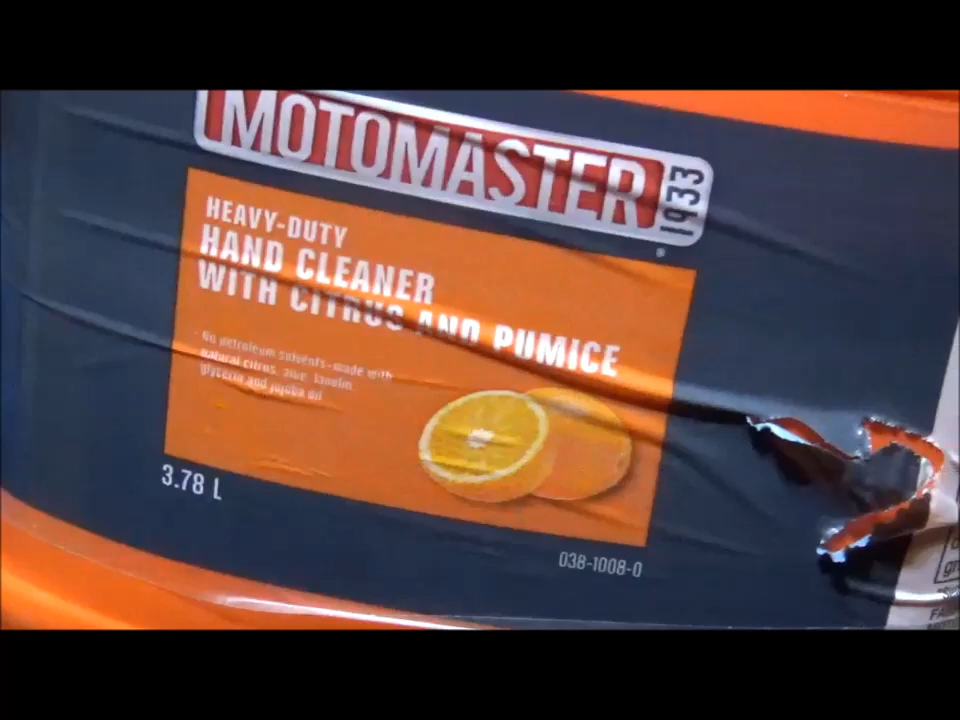 MOTOMASTER 1933
®
HEAVY-DUTY
HAND CLEANER
WITH CITRUS AND PUMICE
- No petroleum solvents-made with
natural citrus, aloe, lanolin,
glycerin and jojoba oil
3.78 L
038-1008-0